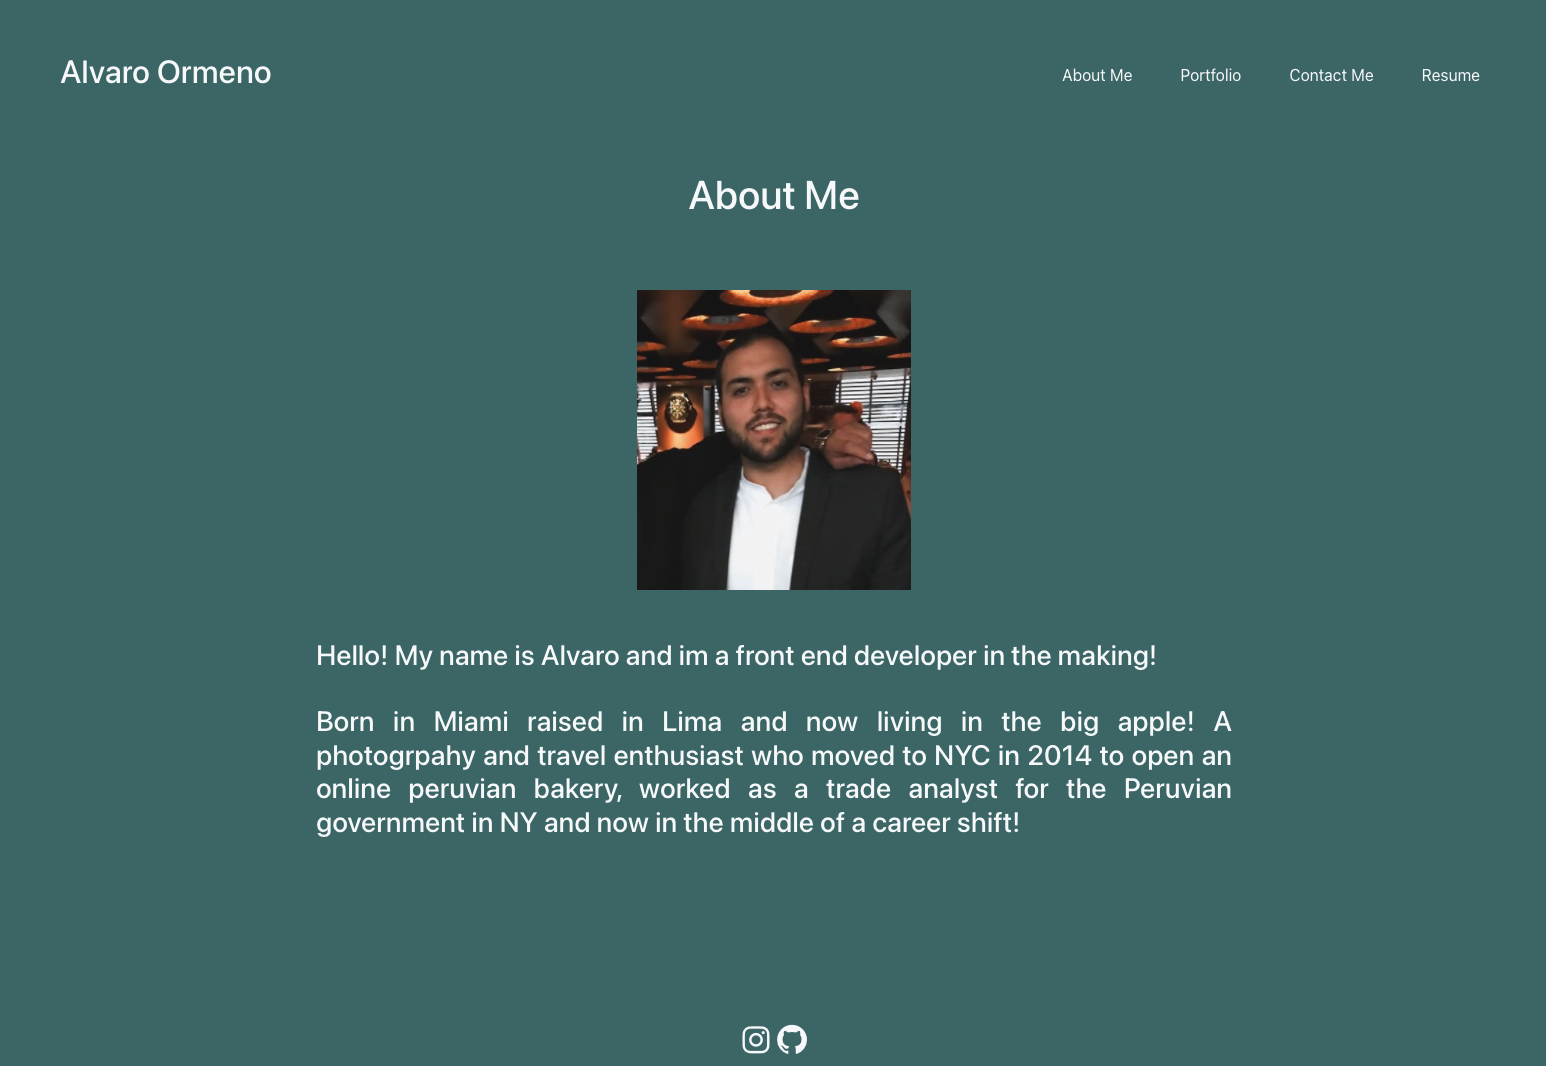 Alvaro Ormeno
About Me
Portfolio
Contact Me
Resume
About Me
Hello! My name is Alvaro and im a front end developer in the making!
Born in Miami raised in Lima and now living in the big apple! A
photogrpahy and travel enthusiast who moved to NYC in 2014 to open an
online peruvian bakery, worked as a trade analyst for the Peruvian
government in NY and now in the middle of a career shift!